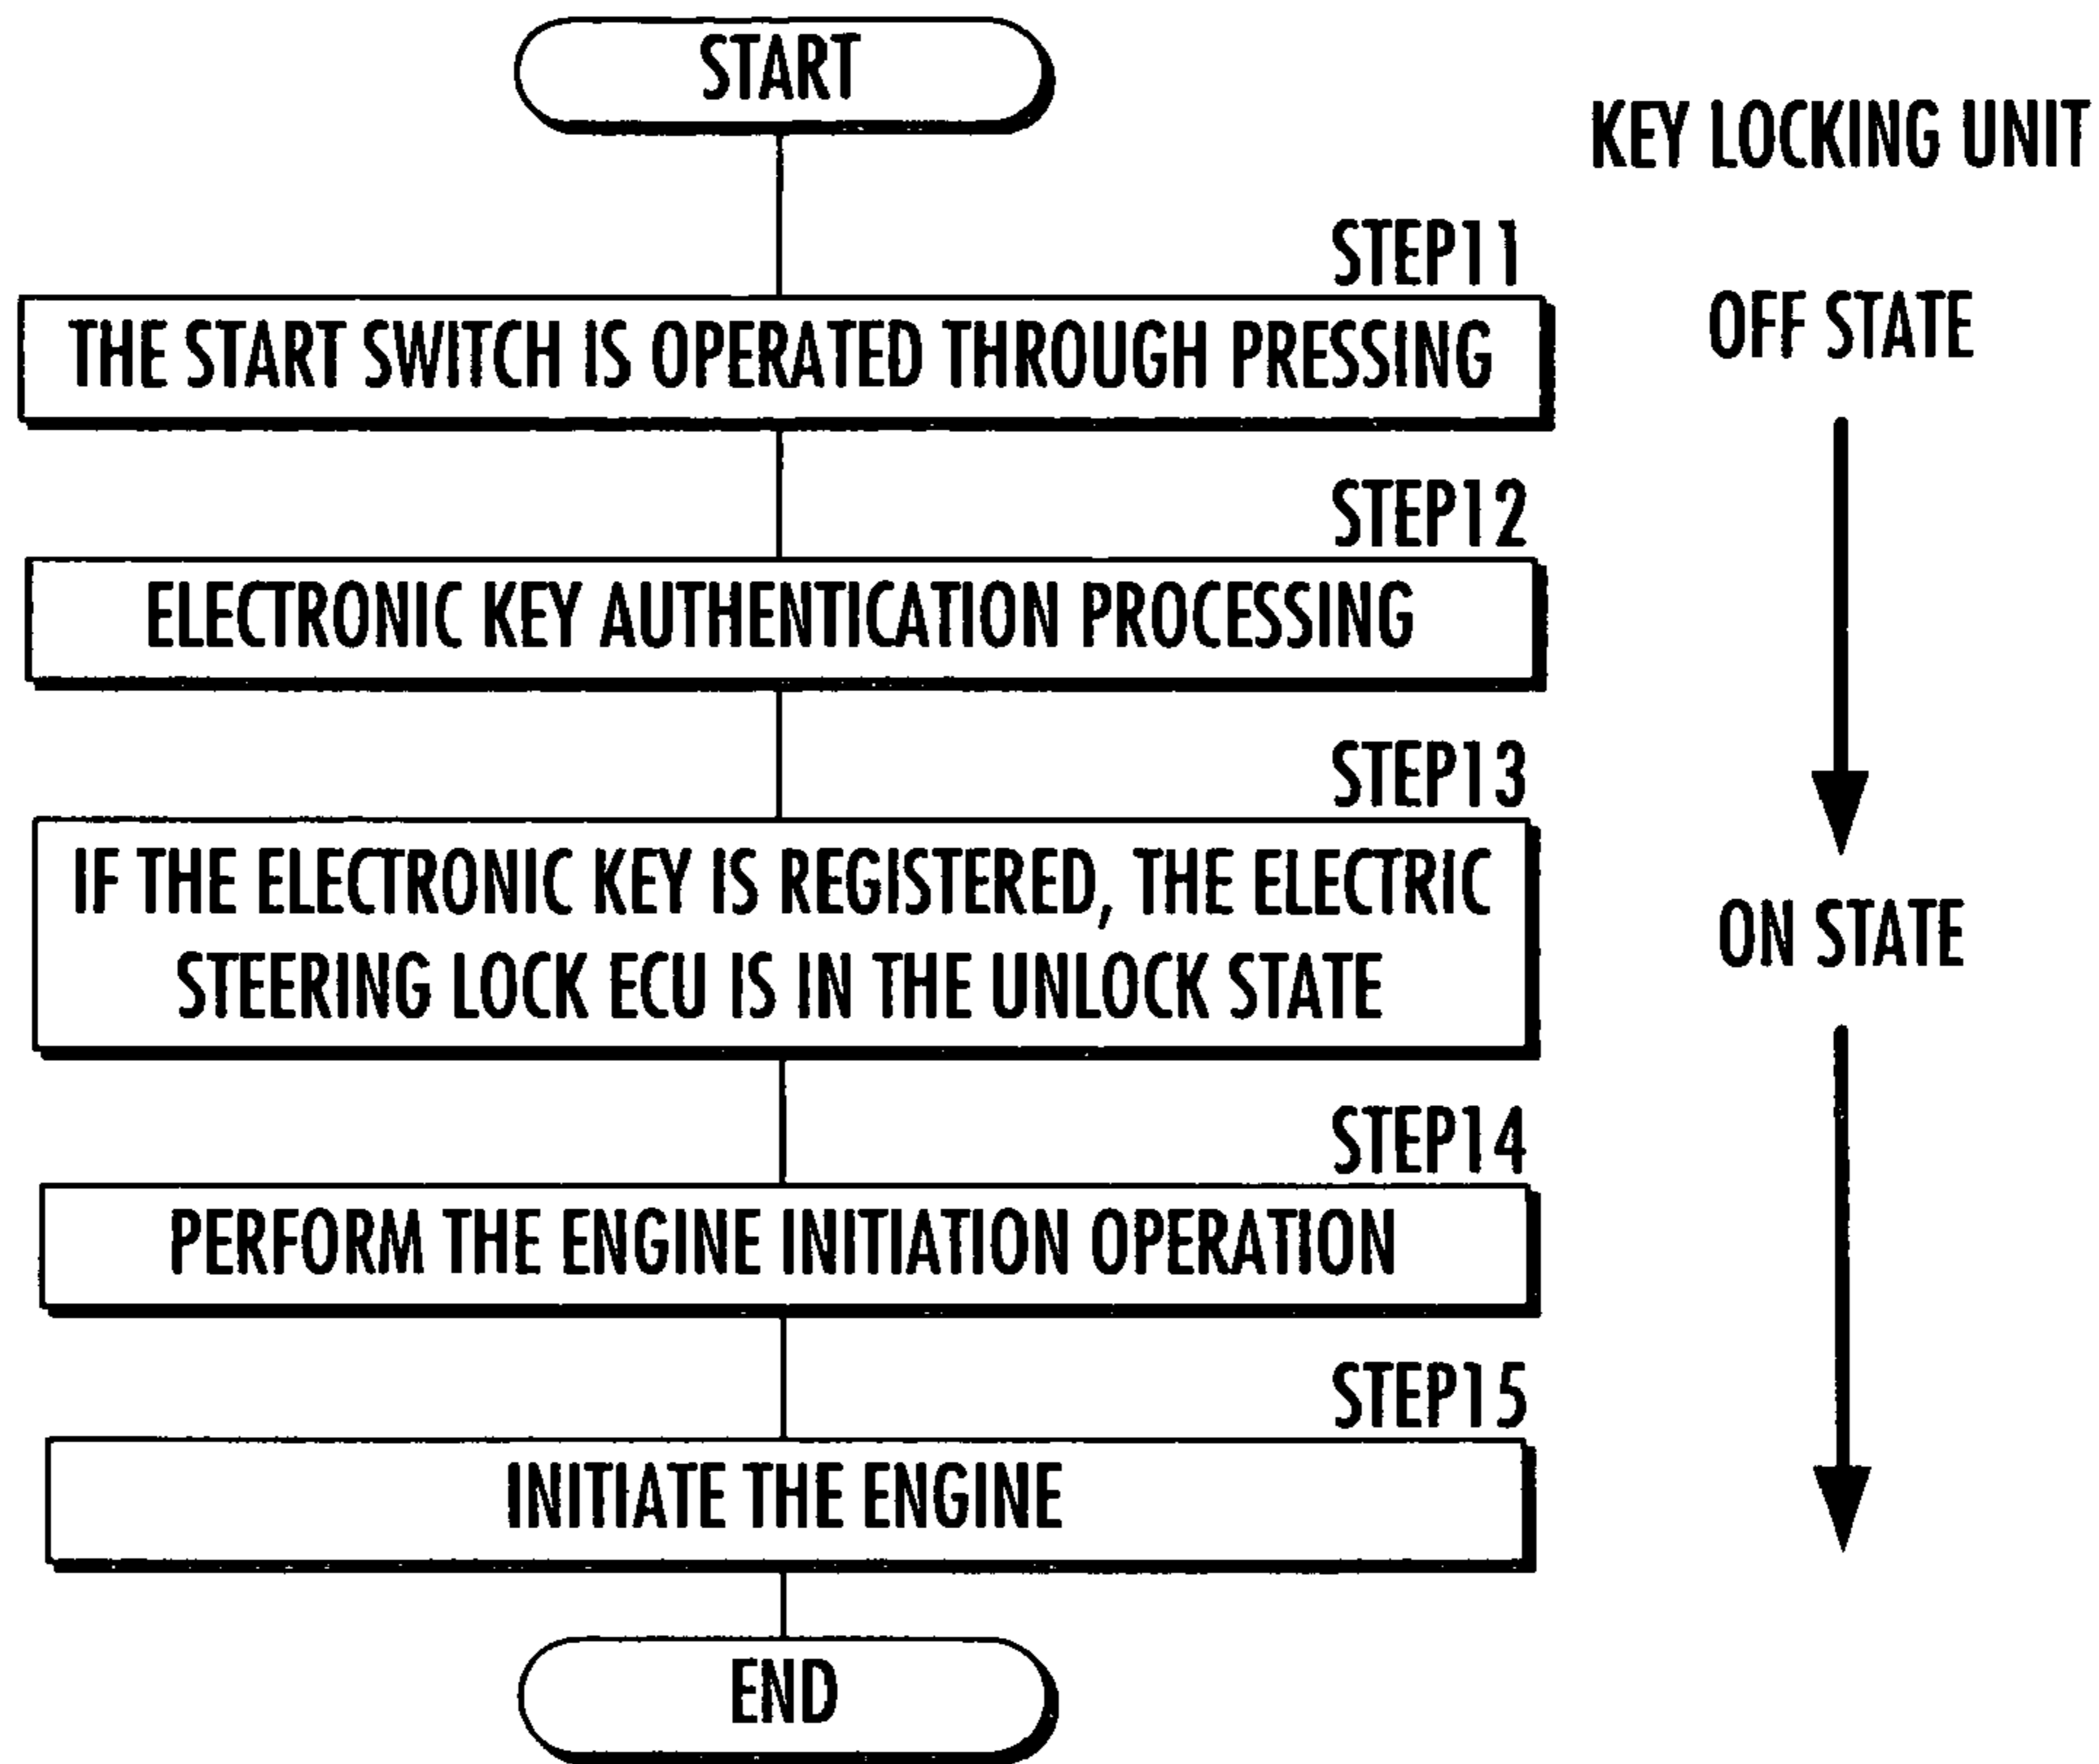 START
KEY LOCKING UNIT
STEP11
THE START SWITCH IS OPERATED THROUGH PRESSING
OFF STATE
STEP12
ELECTRONIC KEY AUTHENTICATION PROCESSING
STEP13
IF THE ELECTRONIC KEY IS REGISTERED, THE ELECTRIC
STEERING LOCK ECU IS IN THE UNLOCK STATE
ON STATE
STEP14
PERFORM THE ENGINE INITIATION OPERATION
STEP15
INITIATE THE ENGINE
END